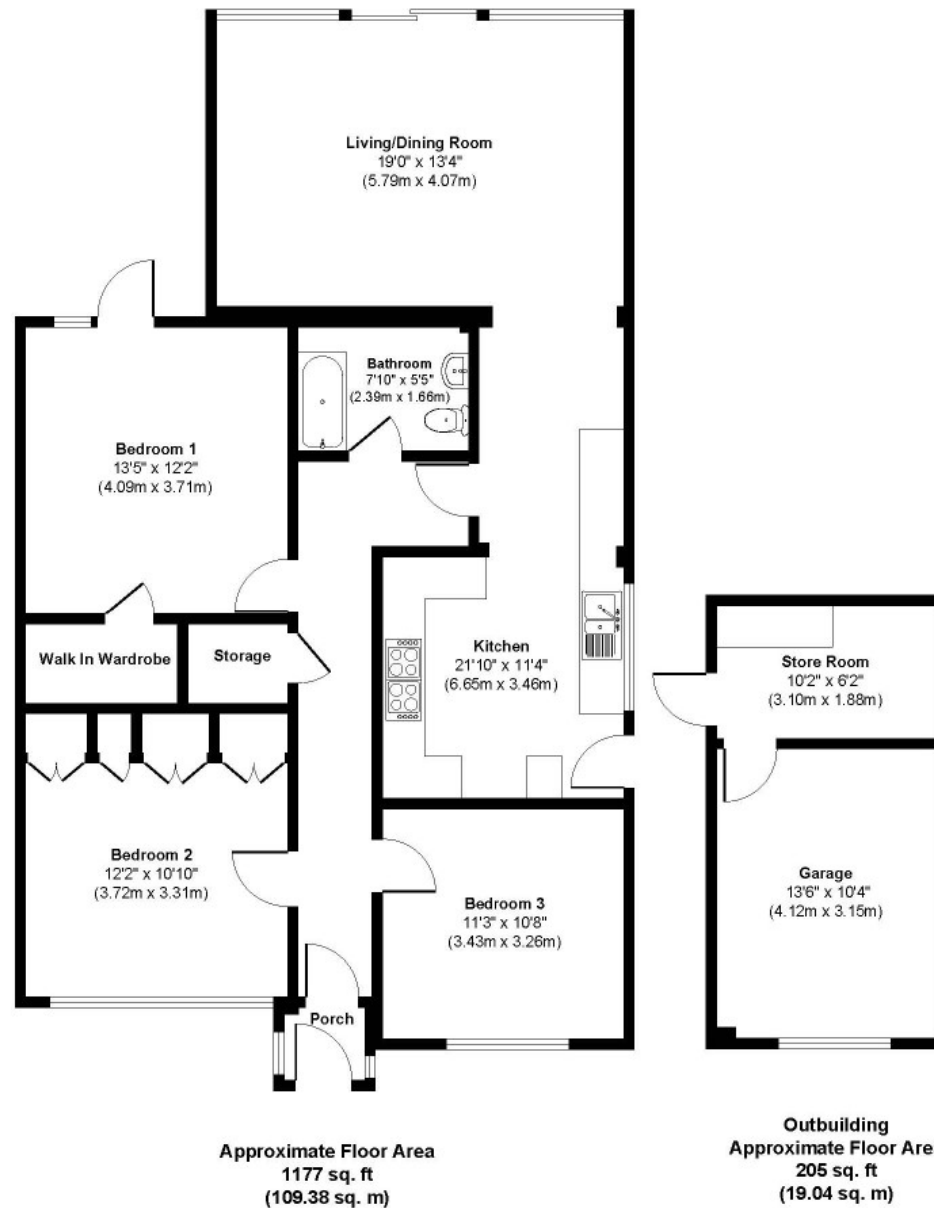 Living/Dining Room
19'0" x 13'4"
(5.79m x 4.07m)
Bathroom
7'10" x 5'5"
(2.39m x 1.66m)
Bedroom 1
13'5" x 12'2"
(4.09m x 3.71m)
Walk In Wardrobe
Storage
Kitchen
21'10" x 11'4"
(6.65m x 3.46m)
Store Room
10'2" x 6'2"
(3.10m x 1.88m)
Bedroom 2
12'2" x 10'10"
(3.72m x 3.31m)
Bedroom 3
11'3" x 10'8"
(3.43m x 3.26m)
Garage
13'6" x 10'4"
(4.12m x 3.15m)
Porch
Approximate Floor Area
1177 sq. ft
(109.38 sq. m)
Outbuilding
Approximate Floor Are
205 sq. ft
(19.04 sq. m)